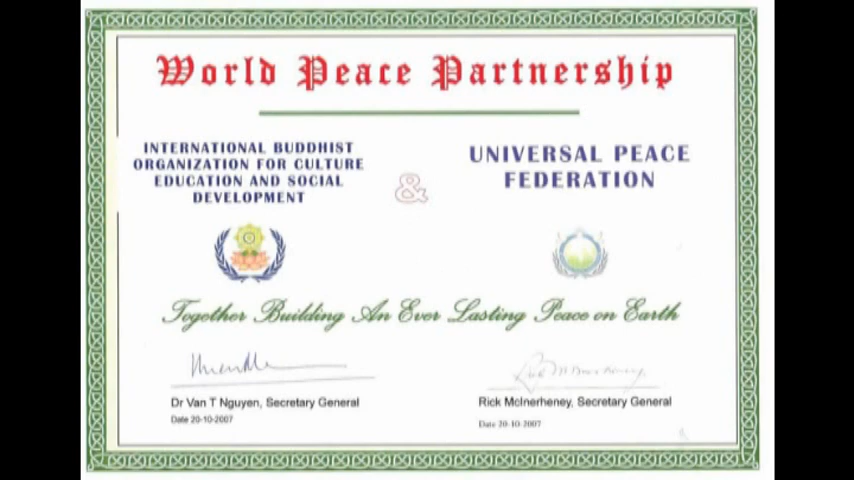 World Peace Partnership
INTERNATIONAL BUDDHIST
ORGANIZATION FOR CULTURE
EDUCATION AND SOCIAL
DEVELOPMENT
&
UNIVERSAL PEACE
FEDERATION
Together Building An Ever Lasting Peace on Earth
Dr Van T Nguyen, Secretary General
Date 20-10-2007
Rick McInerheney, Secretary General
Date 20-10-2007